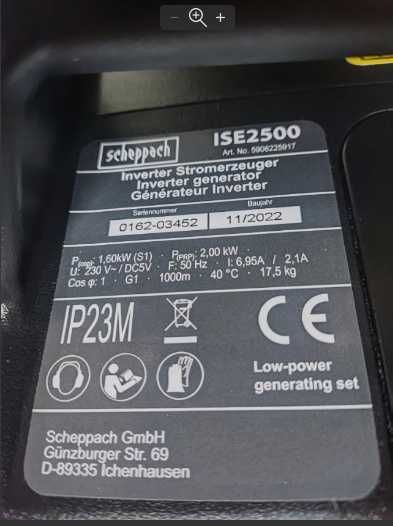 scheppach
ISE2500
Art. No. 5906225917
Inverter Stromerzeuger
Inverter generator
Générateur Inverter
Seriennummer
Baujahr
0162-03452
11/2022
P(COP): 1,60kW (S1) · P(PRP): 2,00 kW ·
U: 230 V~ / DC5V · F: 50 Hz · I: 6,95A / 2,1A
Cos φ: 1 · G1 · 1000m · 40 °C · 17,5 kg
IP23M
CE
Low-power
generating set
Scheppach GmbH
Günzburger Str. 69
D-89335 Ichenhausen